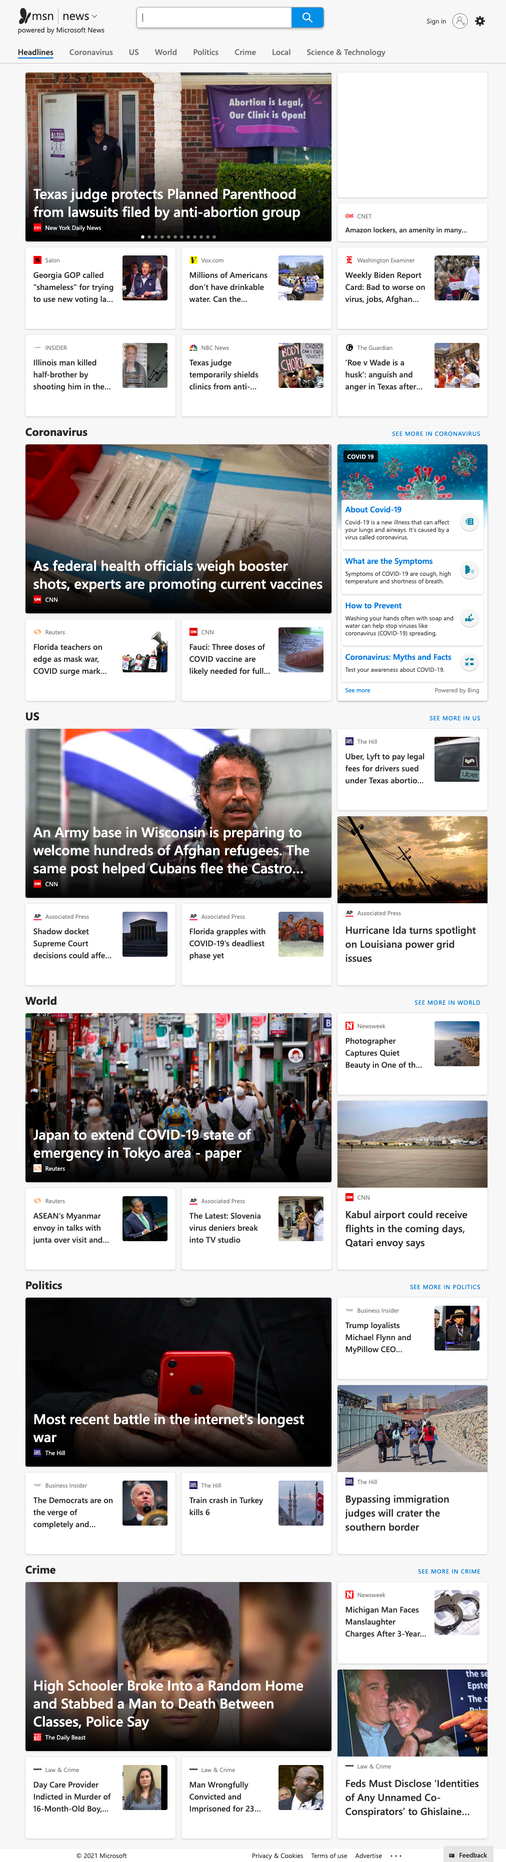 msn | news
powered by Microsoft News
Sign in
Headlines Coronavirus US World Politics Crime Local Science & Technology
3256
Abortion is Legal,
Our Clinic is Open!
Texas judge protects Planned Parenthood
from lawsuits filed by anti-abortion group
New York Daily News
CNET
Amazon lockers, an amenity in many...
Salon
Georgia GOP called
"shameless" for trying
to use new voting la...
Vox.com
Millions of Americans
don't have drinkable
water. Can the...
Washington Examiner
Weekly Biden Report
Card: Bad to worse on
virus, jobs, Afghan...
INSIDER
Illinois man killed
half-brother by
shooting him in the...
NBC News
Texas judge
temporarily shields
clinics from anti-...
BODY
CHOICE
The Guardian
'Roe v Wade is a
husk': anguish and
anger in Texas after...
Coronavirus
SEE MORE IN CORONAVIRUS
As federal health officials weigh booster
shots, experts are promoting current vaccines
CNN
COVID 19
About Covid-19
Covid-19 is a new illness that can affect
your lungs and airways. It's caused by a
virus called coronavirus.
What are the Symptoms
Symptoms of COVID-19 are cough, high
temperature and shortness of breath.
How to Prevent
Washing your hands often with soap and
water can help stop viruses like
coronavirus (COVID-19) spreading.
Coronavirus: Myths and Facts
Test your awareness about COVID-19.
See more
Powered by Bing
Reuters
Florida teachers on
edge as mask war,
COVID surge mark...
CNN
Fauci: Three doses of
COVID vaccine are
likely needed for full...
US
SEE MORE IN US
An Army base in Wisconsin is preparing to
welcome hundreds of Afghan refugees. The
same post helped Cubans flee the Castro...
CNN
The Hill
Uber, Lyft to pay legal
fees for drivers sued
under Texas abortio...
lyft
Uber
Associated Press
Hurricane Ida turns spotlight
on Louisiana power grid
issues
Associated Press
Shadow docket
Supreme Court
decisions could affe...
Associated Press
Florida grapples with
COVID-19's deadliest
phase yet
World
SEE MORE IN WORLD
Japan to extend COVID-19 state of
emergency in Tokyo area - paper
Reuters
Newsweek
Photographer
Captures Quiet
Beauty in One of th...
CNN
Kabul airport could receive
flights in the coming days,
Qatari envoy says
Reuters
ASEAN's Myanmar
envoy in talks with
junta over visit and...
Associated Press
The Latest: Slovenia
virus deniers break
into TV studio
Politics
SEE MORE IN POLITICS
Most recent battle in the internet's longest
war
The Hill
Business Insider
Trump loyalists
Michael Flynn and
MyPillow CEO...
The Hill
Bypassing immigration
judges will crater the
southern border
Business Insider
The Democrats are on
the verge of
completely and...
The Hill
Train crash in Turkey
kills 6
Crime
SEE MORE IN CRIME
High Schooler Broke Into a Random Home
and Stabbed a Man to Death Between
Classes, Police Say
The Daily Beast
Newsweek
Michigan Man Faces
Manslaughter
Charges After 3-Year...
the se
Epste
Law & Crime
Feds Must Disclose 'Identities
of Any Unnamed Co-
Conspirators' to Ghislaine...
Law & Crime
Day Care Provider
Indicted in Murder of
16-Month-Old Boy,...
Law & Crime
Man Wrongfully
Convicted and
Imprisoned for 23...
© 2021 Microsoft
Privacy & Cookies Terms of use Advertise ...
Feedback